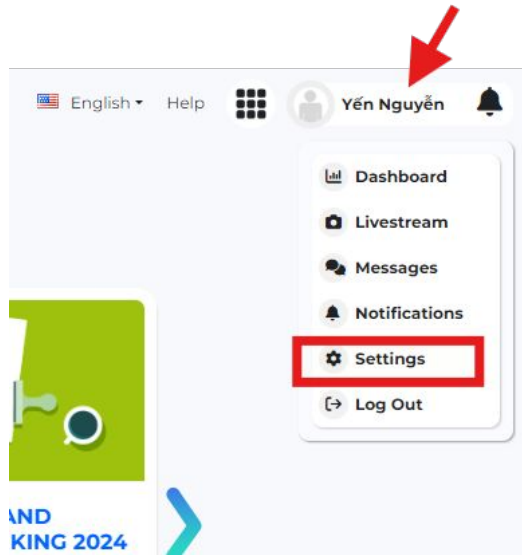 English Help Yến Nguyễn
Dashboard
Livestream
Messages
Notifications
Settings
Log Out
AND
KING 2024